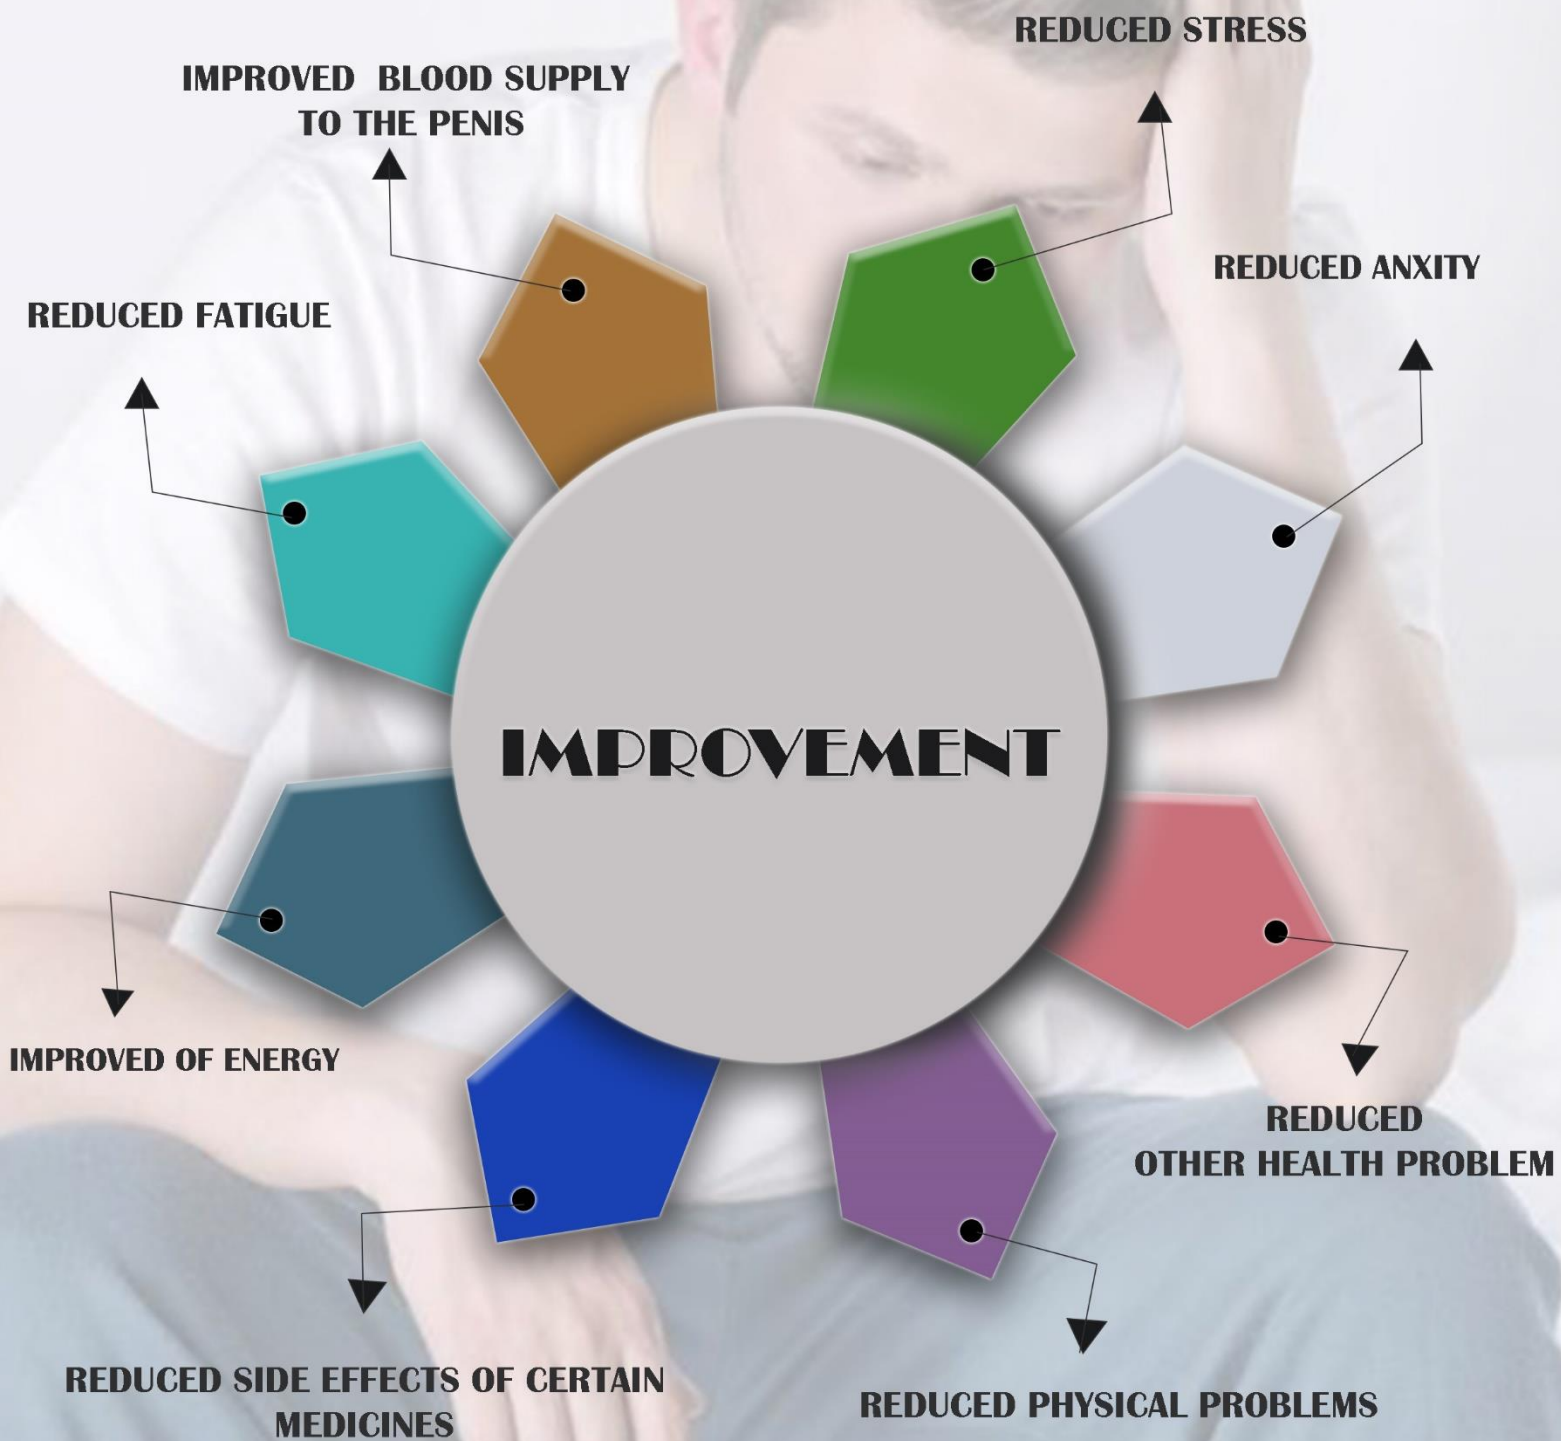 REDUCED STRESS
IMPROVED BLOOD SUPPLY
TO THE PENIS
REDUCED ANXITY
REDUCED FATIGUE
IMPROVEMENT
IMPROVED OF ENERGY
REDUCED
OTHER HEALTH PROBLEM
REDUCED SIDE EFFECTS OF CERTAIN
MEDICINES
REDUCED PHYSICAL PROBLEMS